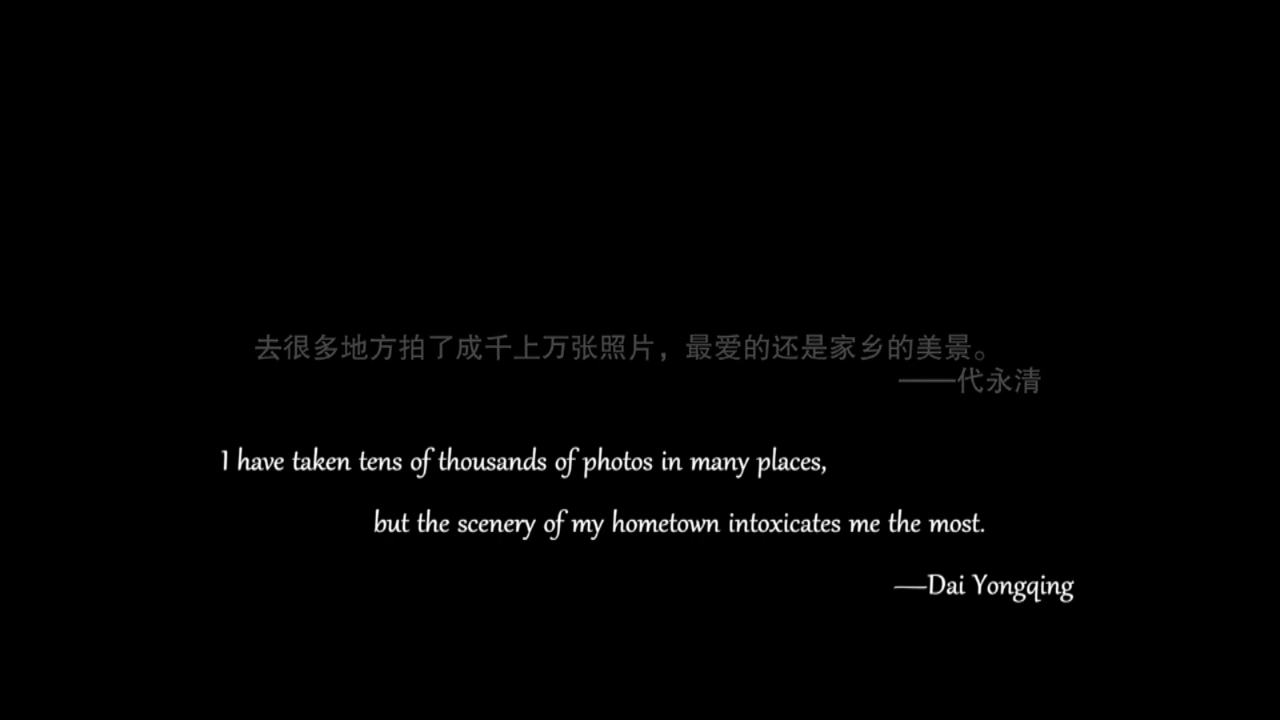 去很多地方拍了成千上万张照片，最爱的还是家乡的美景。
——代永清
I have taken tens of thousands of photos in many places,
but the scenery of my hometown intoxicates me the most.
—Dai Yongqing